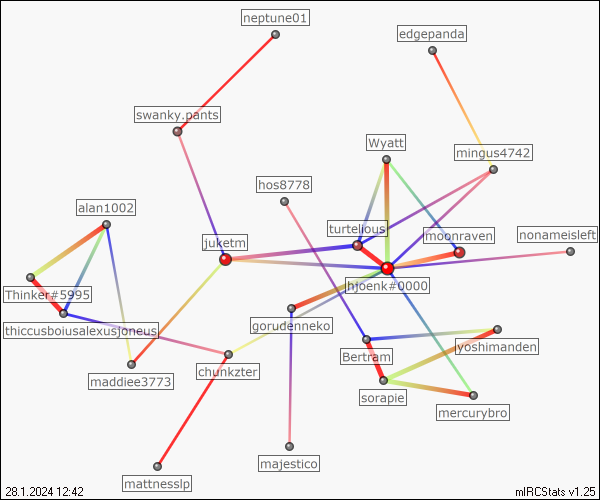 neptune01
edgepanda
swanky.pants
Wyatt
mingus4742
hos8778
alan1002
turtelious
moonraven
nonameisleft
juketm
hjoenk#0000
Thinker#5995
gorudenneko
thiccusboiusalexusjoneus
yoshimanden
Bertram
chunkzter
maddiee3773
sorapie
mercurybro
majestico
mattnesslp
28.1.2024 12:42
mIRCStats v1.25